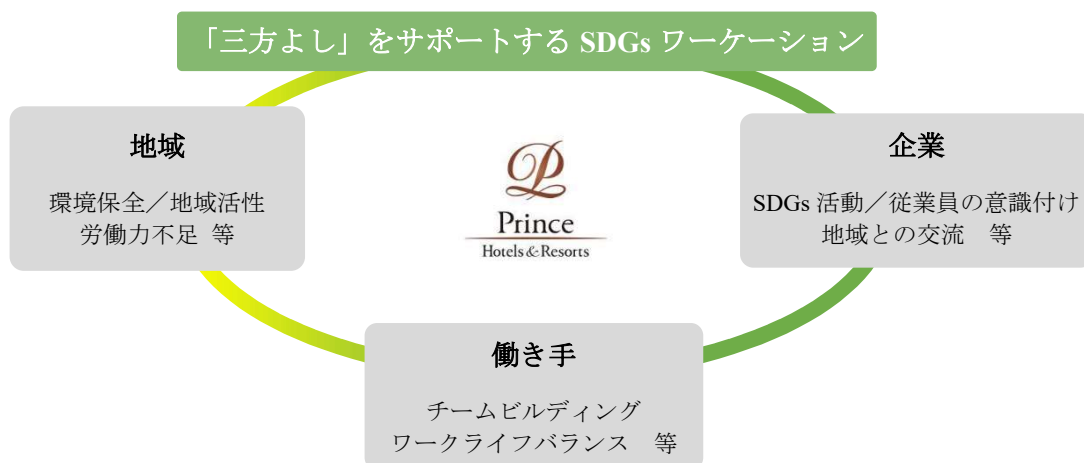 「三方よし」をサポートする SDGs ワーケーション
地域
環境保全／地域活性
労働力不足 等
Prince
Hotels & Resorts
企業
SDGs 活動／従業員の意識付け
地域との交流　等
働き手
チームビルディング
ワークライフバランス　等